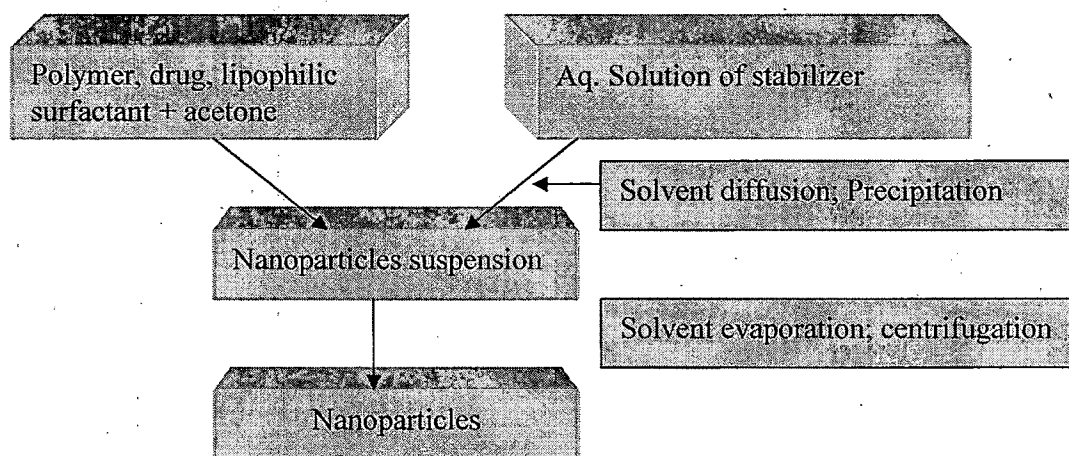 Polymer, drug, lipophilic
surfactant + acetone
Aq. Solution of stabilizer
Solvent diffusion; Precipitation
Nanoparticles suspension
Solvent evaporation; centrifugation
Nanoparticles